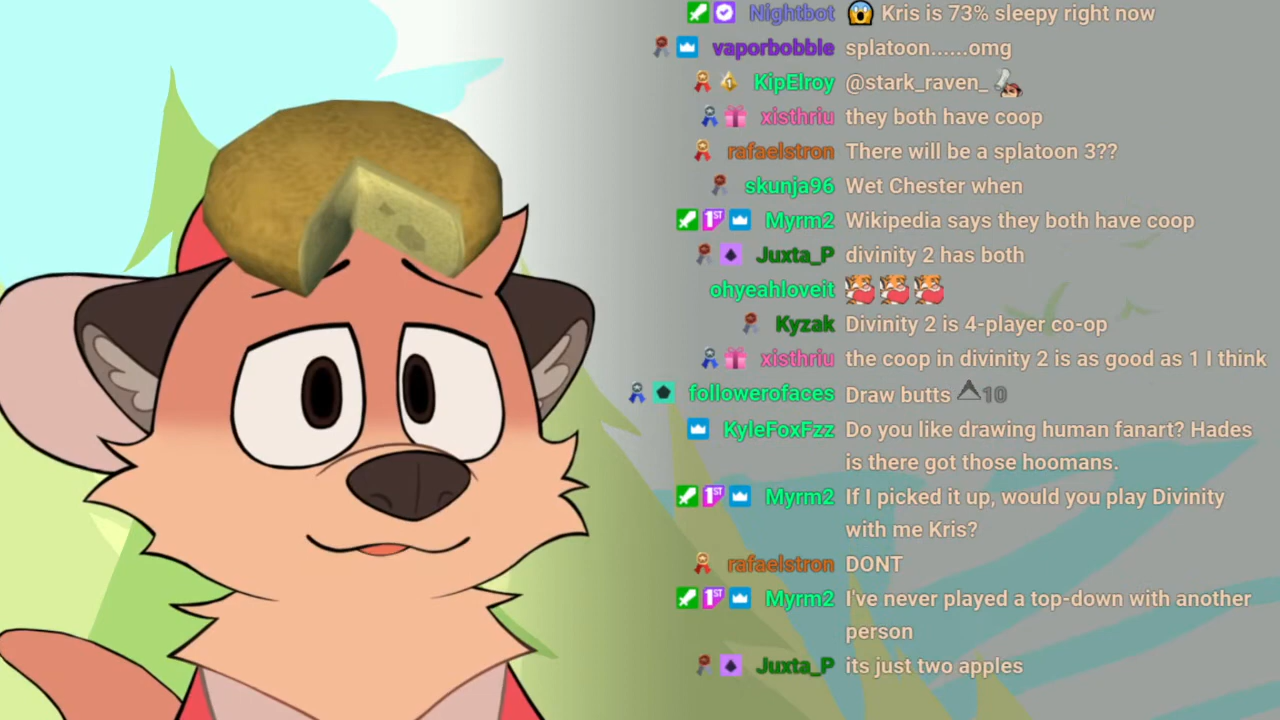 Nightbot Kris is 73% sleepy right now
vaporbobble splatoon......omg
KipElroy @stark_raven_
xisthriu they both have coop
rafaelstron There will be a splatoon 3??
skunja96 Wet Chester when
1ST Myrm2 Wikipedia says they both have coop
Juxta_P divinity 2 has both
ohyeahloveit
Kyzak Divinity 2 is 4-player co-op
xisthriu the coop in divinity 2 is as good as 1 I think
followerofaces Draw butts 10
KyleFoxFzz Do you like drawing human fanart? Hades
is there got those hoomans.
1ST Myrm2 If I picked it up, would you play Divinity
with me Kris?
rafaelstron DONT
1ST Myrm2 I've never played a top-down with another
person
Juxta_P its just two apples